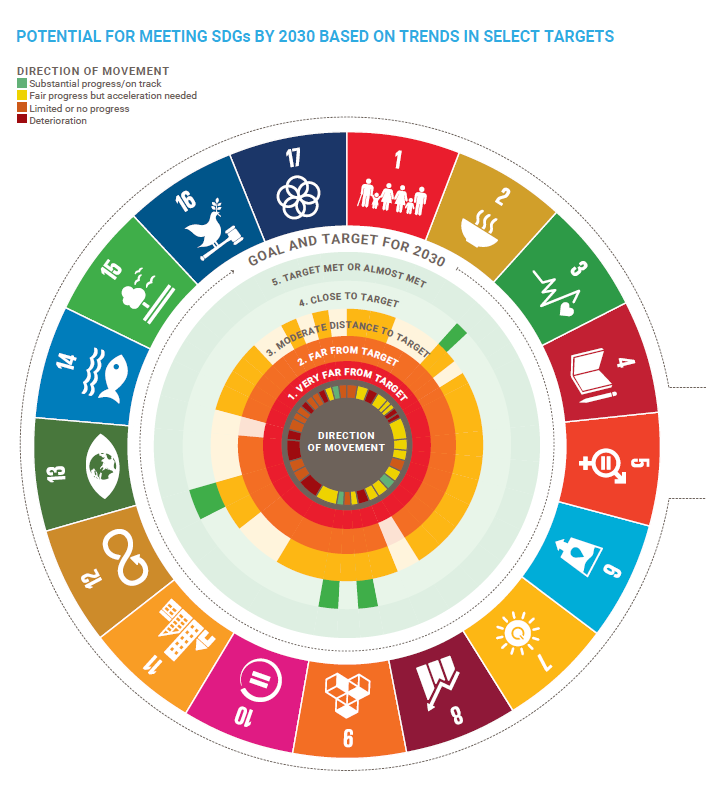 POTENTIAL FOR MEETING SDGs BY 2030 BASED ON TRENDS IN SELECT TARGETS
DIRECTION OF MOVEMENT
Substantial progress/on track
Fair progress but acceleration needed
Limited or no progress
Deterioration
1
2
3
4
5
6
7
8
9
10
11
12
13
14
15
16
17
GOAL AND TARGET FOR 2030
5. TARGET MET OR ALMOST MET
4. CLOSE TO TARGET
3. MODERATE DISTANCE TO TARGET
2. FAR FROM TARGET
1. VERY FAR FROM TARGET
DIRECTION
OF MOVEMENT